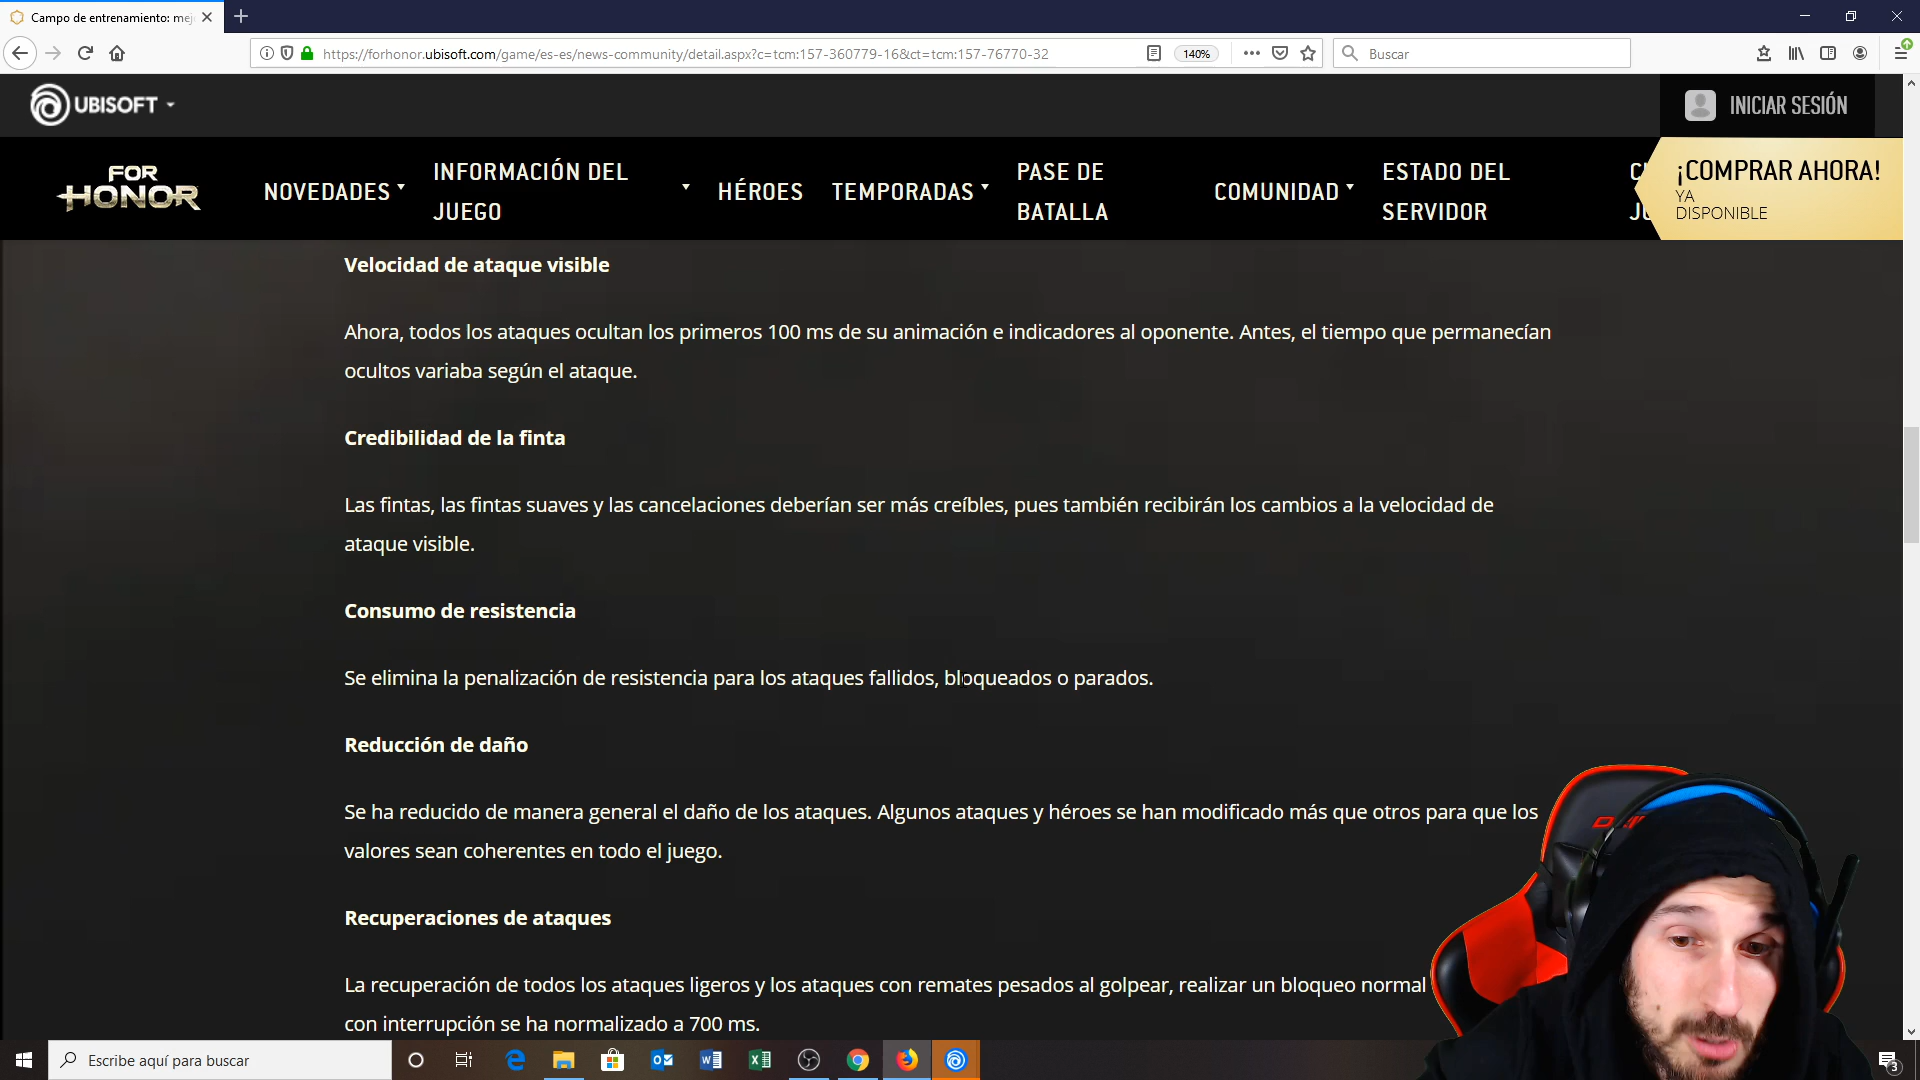 Campo de entrenamiento: mej
https://forhonor.ubisoft.com/game/es-es/news-community/detail.aspx?c=tcm:157-360779-16&ct=tcm:157-76770-32
140%
Buscar
UBISOFT
INICIAR SESIÓN
FOR HONOR
NOVEDADES
INFORMACIÓN DEL JUEGO
HÉROES
TEMPORADAS
PASE DE BATALLA
COMUNIDAD
ESTADO DEL SERVIDOR
¡COMPRAR AHORA!
YA
DISPONIBLE
Velocidad de ataque visible
Ahora, todos los ataques ocultan los primeros 100 ms de su animación e indicadores al oponente. Antes, el tiempo que permanecían
ocultos variaba según el ataque.
Credibilidad de la finta
Las fintas, las fintas suaves y las cancelaciones deberían ser más creíbles, pues también recibirán los cambios a la velocidad de
ataque visible.
Consumo de resistencia
Se elimina la penalización de resistencia para los ataques fallidos, bloqueados o parados.
Reducción de daño
Se ha reducido de manera general el daño de los ataques. Algunos ataques y héroes se han modificado más que otros para que los
valores sean coherentes en todo el juego.
Recuperaciones de ataques
La recuperación de todos los ataques ligeros y los ataques con remates pesados al golpear, realizar un bloqueo normal
con interrupción se ha normalizado a 700 ms.
Escribe aquí para buscar
3